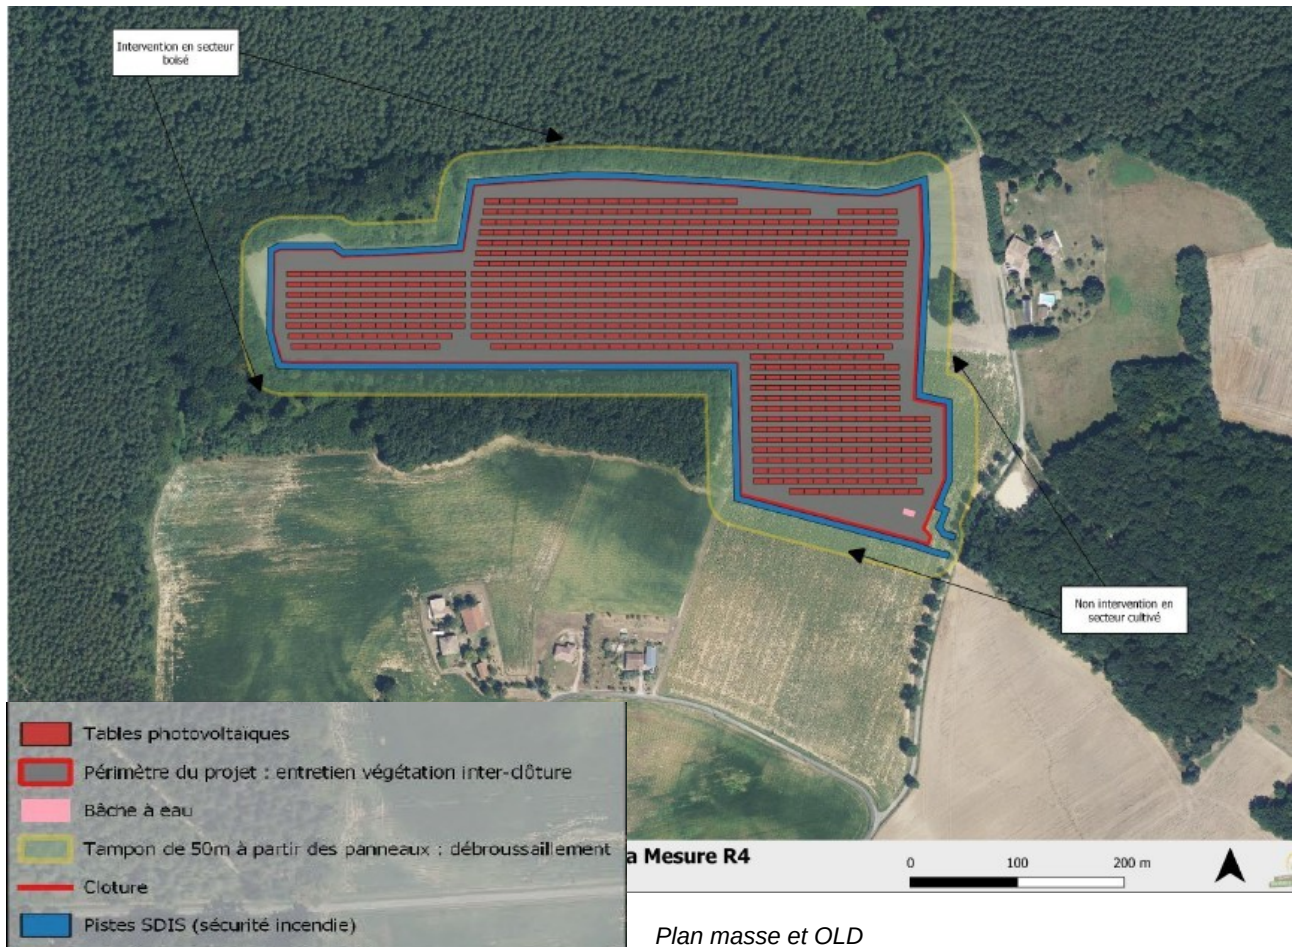 Intervention en secteur
boisé
Non intervention en
secteur cultivé
Tables photovoltaïques
Périmètre du projet : entretien végétation inter-clôture
Bâche à eau
Tampon de 50m à partir des panneaux : débroussaillement
Cloture
Pistes SDIS (sécurité incendie)
a Mesure R4
0 100 200 m
Plan masse et OLD